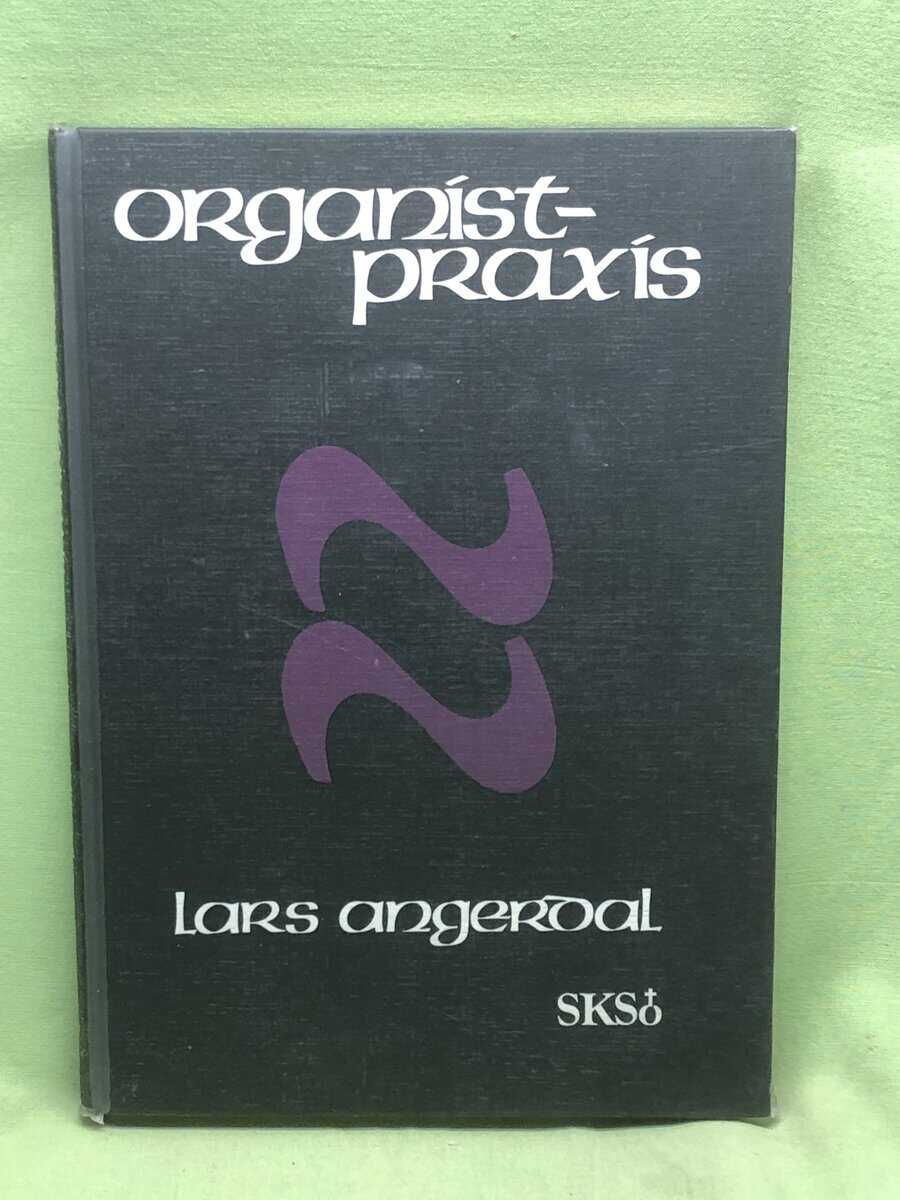 organist-
praxis
Lars angerdal
SKS